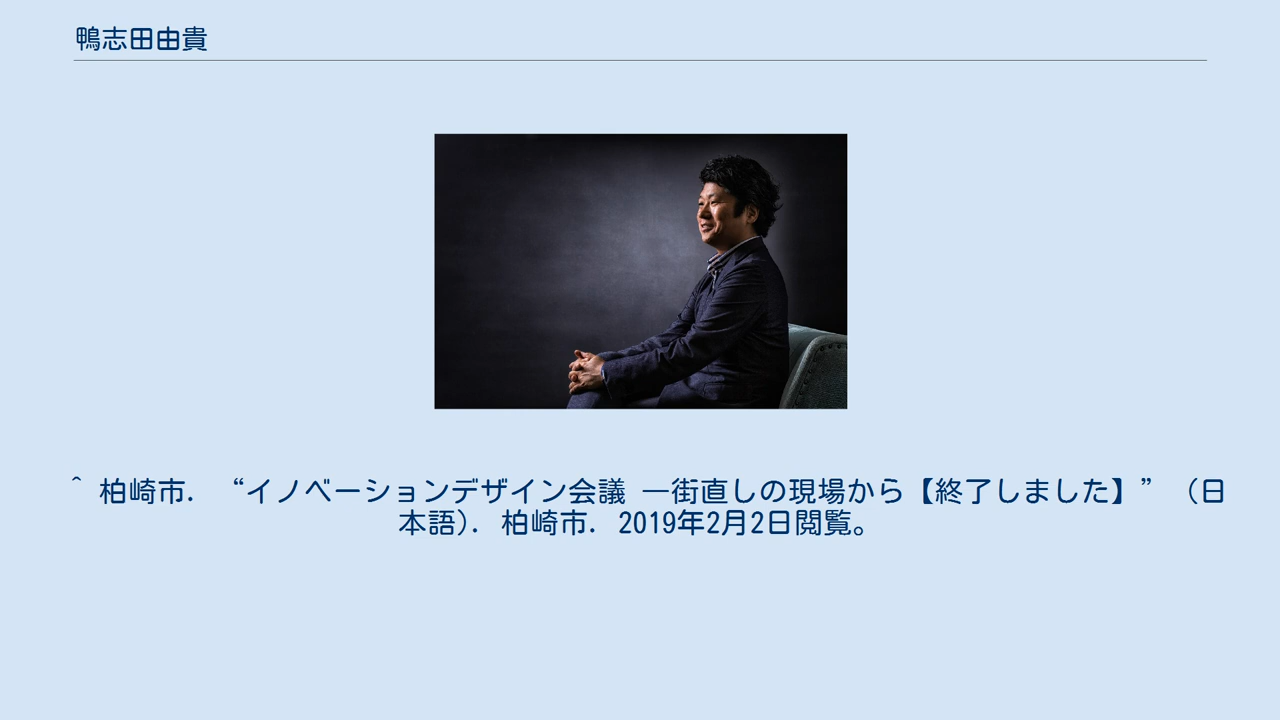 鴨志田由貴
^ 柏崎市. “イノベーションデザイン会議 ―街直しの現場から【終了しました】” (日
本語). 柏崎市. 2019年2月2日閲覧。